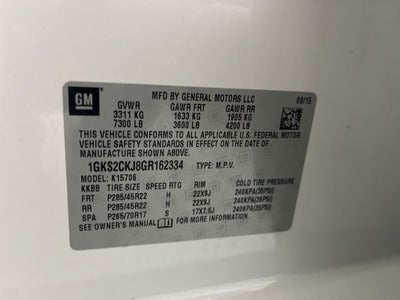 GM
MFD BY GENERAL MOTORS LLC 09/15
GVWR GAWR FRT GAWR RR
3311 KG 1633 KG 1905 KG
7300 LB 3600 LB 4200 LB
THIS VEHICLE CONFORMS TO ALL APPLICABLE U.S. FEDERAL MOTOR
VEHICLE SAFETY STANDARDS IN EFFECT ON THE DATE OF
MANUFACTURE SHOWN ABOVE.
1GKS2CKJ8GR162334 TYPE: M.P.V.
MODEL: K15706
KKBB TIRE SIZE SPEED RTG RIM COLD TIRE PRESSURE
FRT P285/45R22 H 22X9J 240KPA(35PSI)
RR P285/45R22 H 22X9J 240KPA(35PSI)
SPA P265/70R17 S 17X7.5J 240KPA(35PSI)
SEE OWNER'S MANUAL FOR ADDITIONAL INFORMATION.